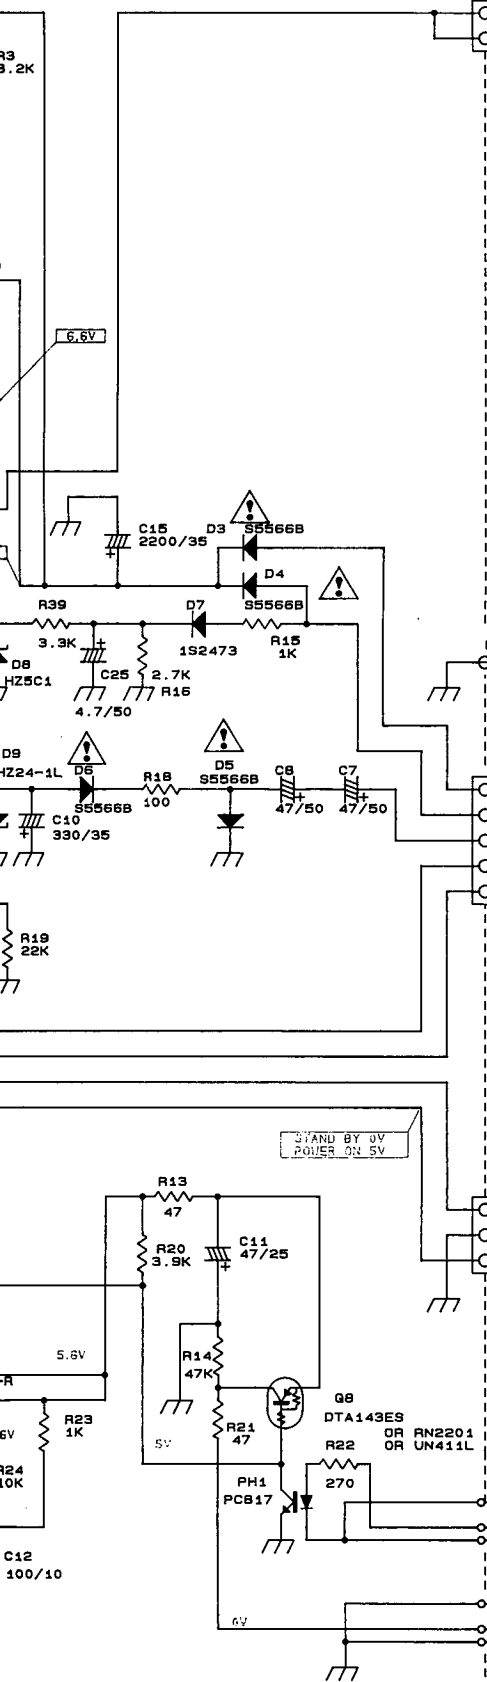 R3
3.2K
6.6V
C15
2200/35
D3
S5566B
D4
S5566B
R39
3.3K
D7
1S2473
R15
1K
D8
HZ5C1
C25
4.7/50
2.7K
R16
D9
HZ24-1L
D6
S5566B
R18
100
D5
S5566B
C8
47/50
C7
47/50
C10
330/35
R19
22K
STAND BY 0V
POWER ON 5V
R13
47
R20
3.9K
C11
47/25
5.6V
R14
47K
-R
R23
1K
6V
R21
47
Q8
DTA143ES
OR RN2201
OR UN411L
5V
R24
10K
PH1
PC817
R22
270
C12
100/10